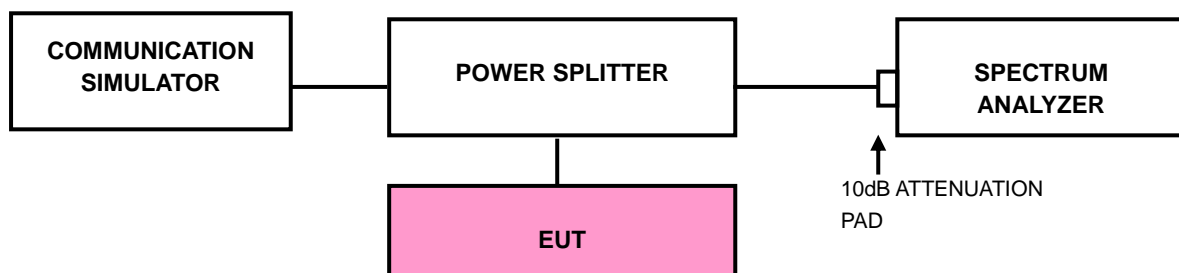 COMMUNICATION
SIMULATOR
POWER SPLITTER
SPECTRUM
ANALYZER
10dB ATTENUATION
PAD
EUT